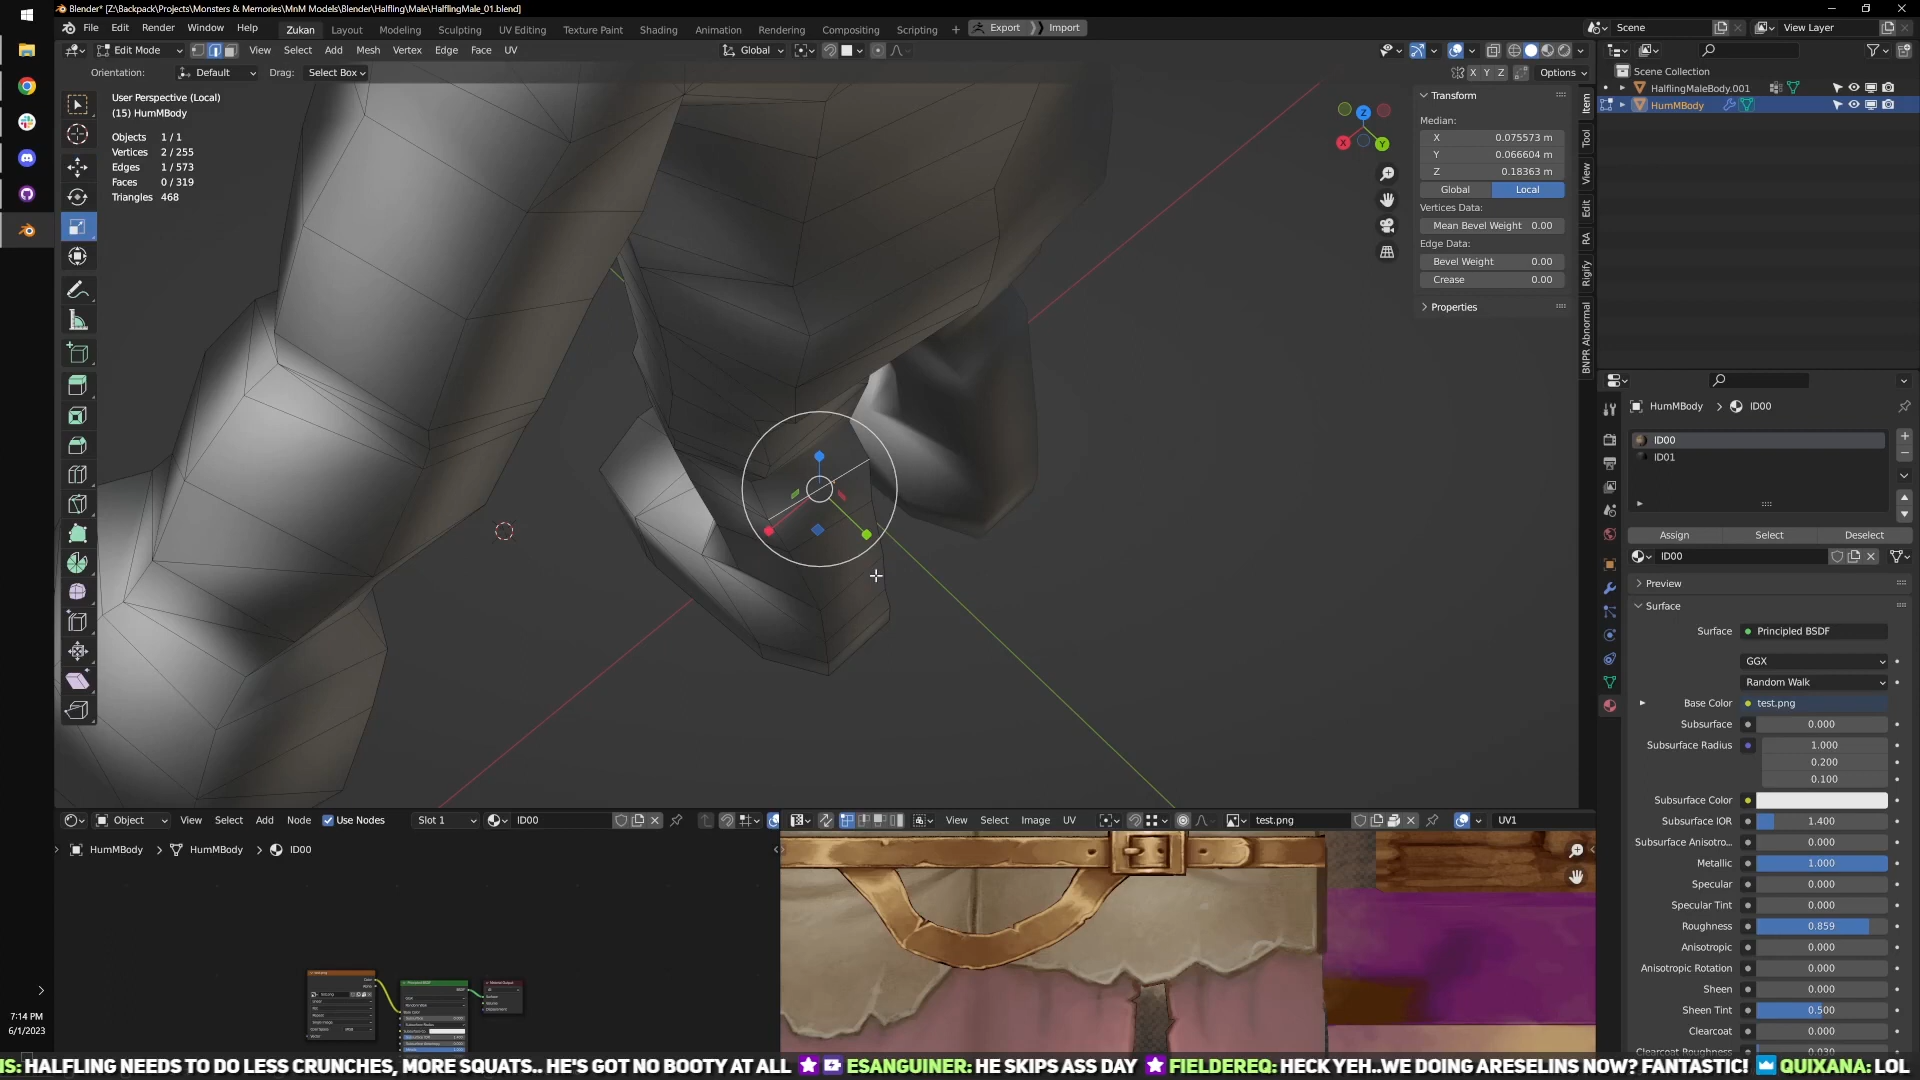 Blender* [Z:\Backpack\Projects\Monsters & Memories\MnM Models\Blender\Halfling\Male\HalflingMale_01.blend]
File Edit Render Window Help Zukan Layout Modeling Sculpting UV Editing Texture Paint Shading Animation Rendering Compositing Scripting + Export Import Scene View Layer
Edit Mode View Select Add Mesh Vertex Edge Face UV Global
Orientation: Default Drag: Select Box X Y Z Options
Scene Collection
HalflingMaleBody.001
HumMBody
User Perspective (Local)
(15) HumMBody
Objects 1 / 1
Vertices 2 / 255
Edges 1 / 573
Faces 0 / 319
Triangles 468
Z
X
Y
Transform
Median:
X 0.075573 m
Y 0.066604 m
Z 0.18363 m
Global Local
Vertices Data:
Mean Bevel Weight 0.00
Edge Data:
Bevel Weight 0.00
Crease 0.00
Properties
Item
Tool
View
Edit
RA
Rigify
BNPR Abnormal
HumMBody > ID00
ID00
ID01
Assign Select Deselect
ID00
Preview
Surface
Surface Principled BSDF
GGX
Random Walk
Base Color test.png
Subsurface 0.000
Subsurface Radius 1.000
0.200
0.100
Subsurface Color
Subsurface IOR 1.400
Subsurface Anisotro... 0.000
Metallic 1.000
Specular 0.000
Specular Tint 0.000
Roughness 0.859
Anisotropic 0.000
Anisotropic Rotation 0.000
Sheen 0.000
Sheen Tint 0.500
Clearcoat 0.000
Clearcoat Roughness 0.030
Object View Select Add Node Use Nodes Slot 1 ID00
HumMBody > HumMBody > ID00
View Select Image UV test.png UV1
7:14 PM
6/1/2023
IS: HALFLING NEEDS TO DO LESS CRUNCHES, MORE SQUATS.. HE'S GOT NO BOOTY AT ALL ESANGUINER: HE SKIPS ASS DAY FIELDEREQ: HECK YEH..WE DOING ARESELINS NOW? FANTASTIC! QUIXANA: LOL